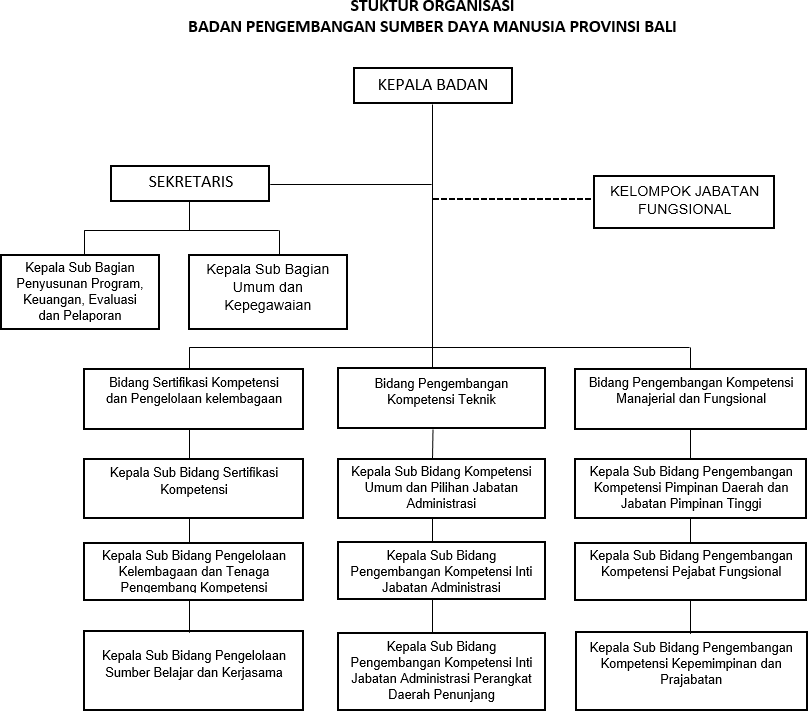 STUKTUR ORGANISASI
BADAN PENGEMBANGAN SUMBER DAYA MANUSIA PROVINSI BALI
KEPALA BADAN
SEKRETARIS
KELOMPOK JABATAN
FUNGSIONAL
Kepala Sub Bagian
Penyusunan Program,
Keuangan, Evaluasi
dan Pelaporan
Kepala Sub Bagian
Umum dan
Kepegawaian
Bidang Sertifikasi Kompetensi
dan Pengelolaan kelembagaan
Bidang Pengembangan
Kompetensi Teknik
Bidang Pengembangan Kompetensi
Manajerial dan Fungsional
Kepala Sub Bidang Sertifikasi
Kompetensi
Kepala Sub Bidang Kompetensi
Umum dan Pilihan Jabatan
Administrasi
Kepala Sub Bidang Pengembangan
Kompetensi Pimpinan Daerah dan
Jabatan Pimpinan Tinggi
Kepala Sub Bidang Pengelolaan
Kelembagaan dan Tenaga
Pengembang Kompetensi
Kepala Sub Bidang
Pengembangan Kompetensi Inti
Jabatan Administrasi
Kepala Sub Bidang Pengembangan
Kompetensi Pejabat Fungsional
Kepala Sub Bidang Pengelolaan
Sumber Belajar dan Kerjasama
Kepala Sub Bidang
Pengembangan Kompetensi Inti
Jabatan Administrasi Perangkat
Daerah Penunjang
Kepala Sub Bidang Pengembangan
Kompetensi Kepemimpinan dan
Prajabatan